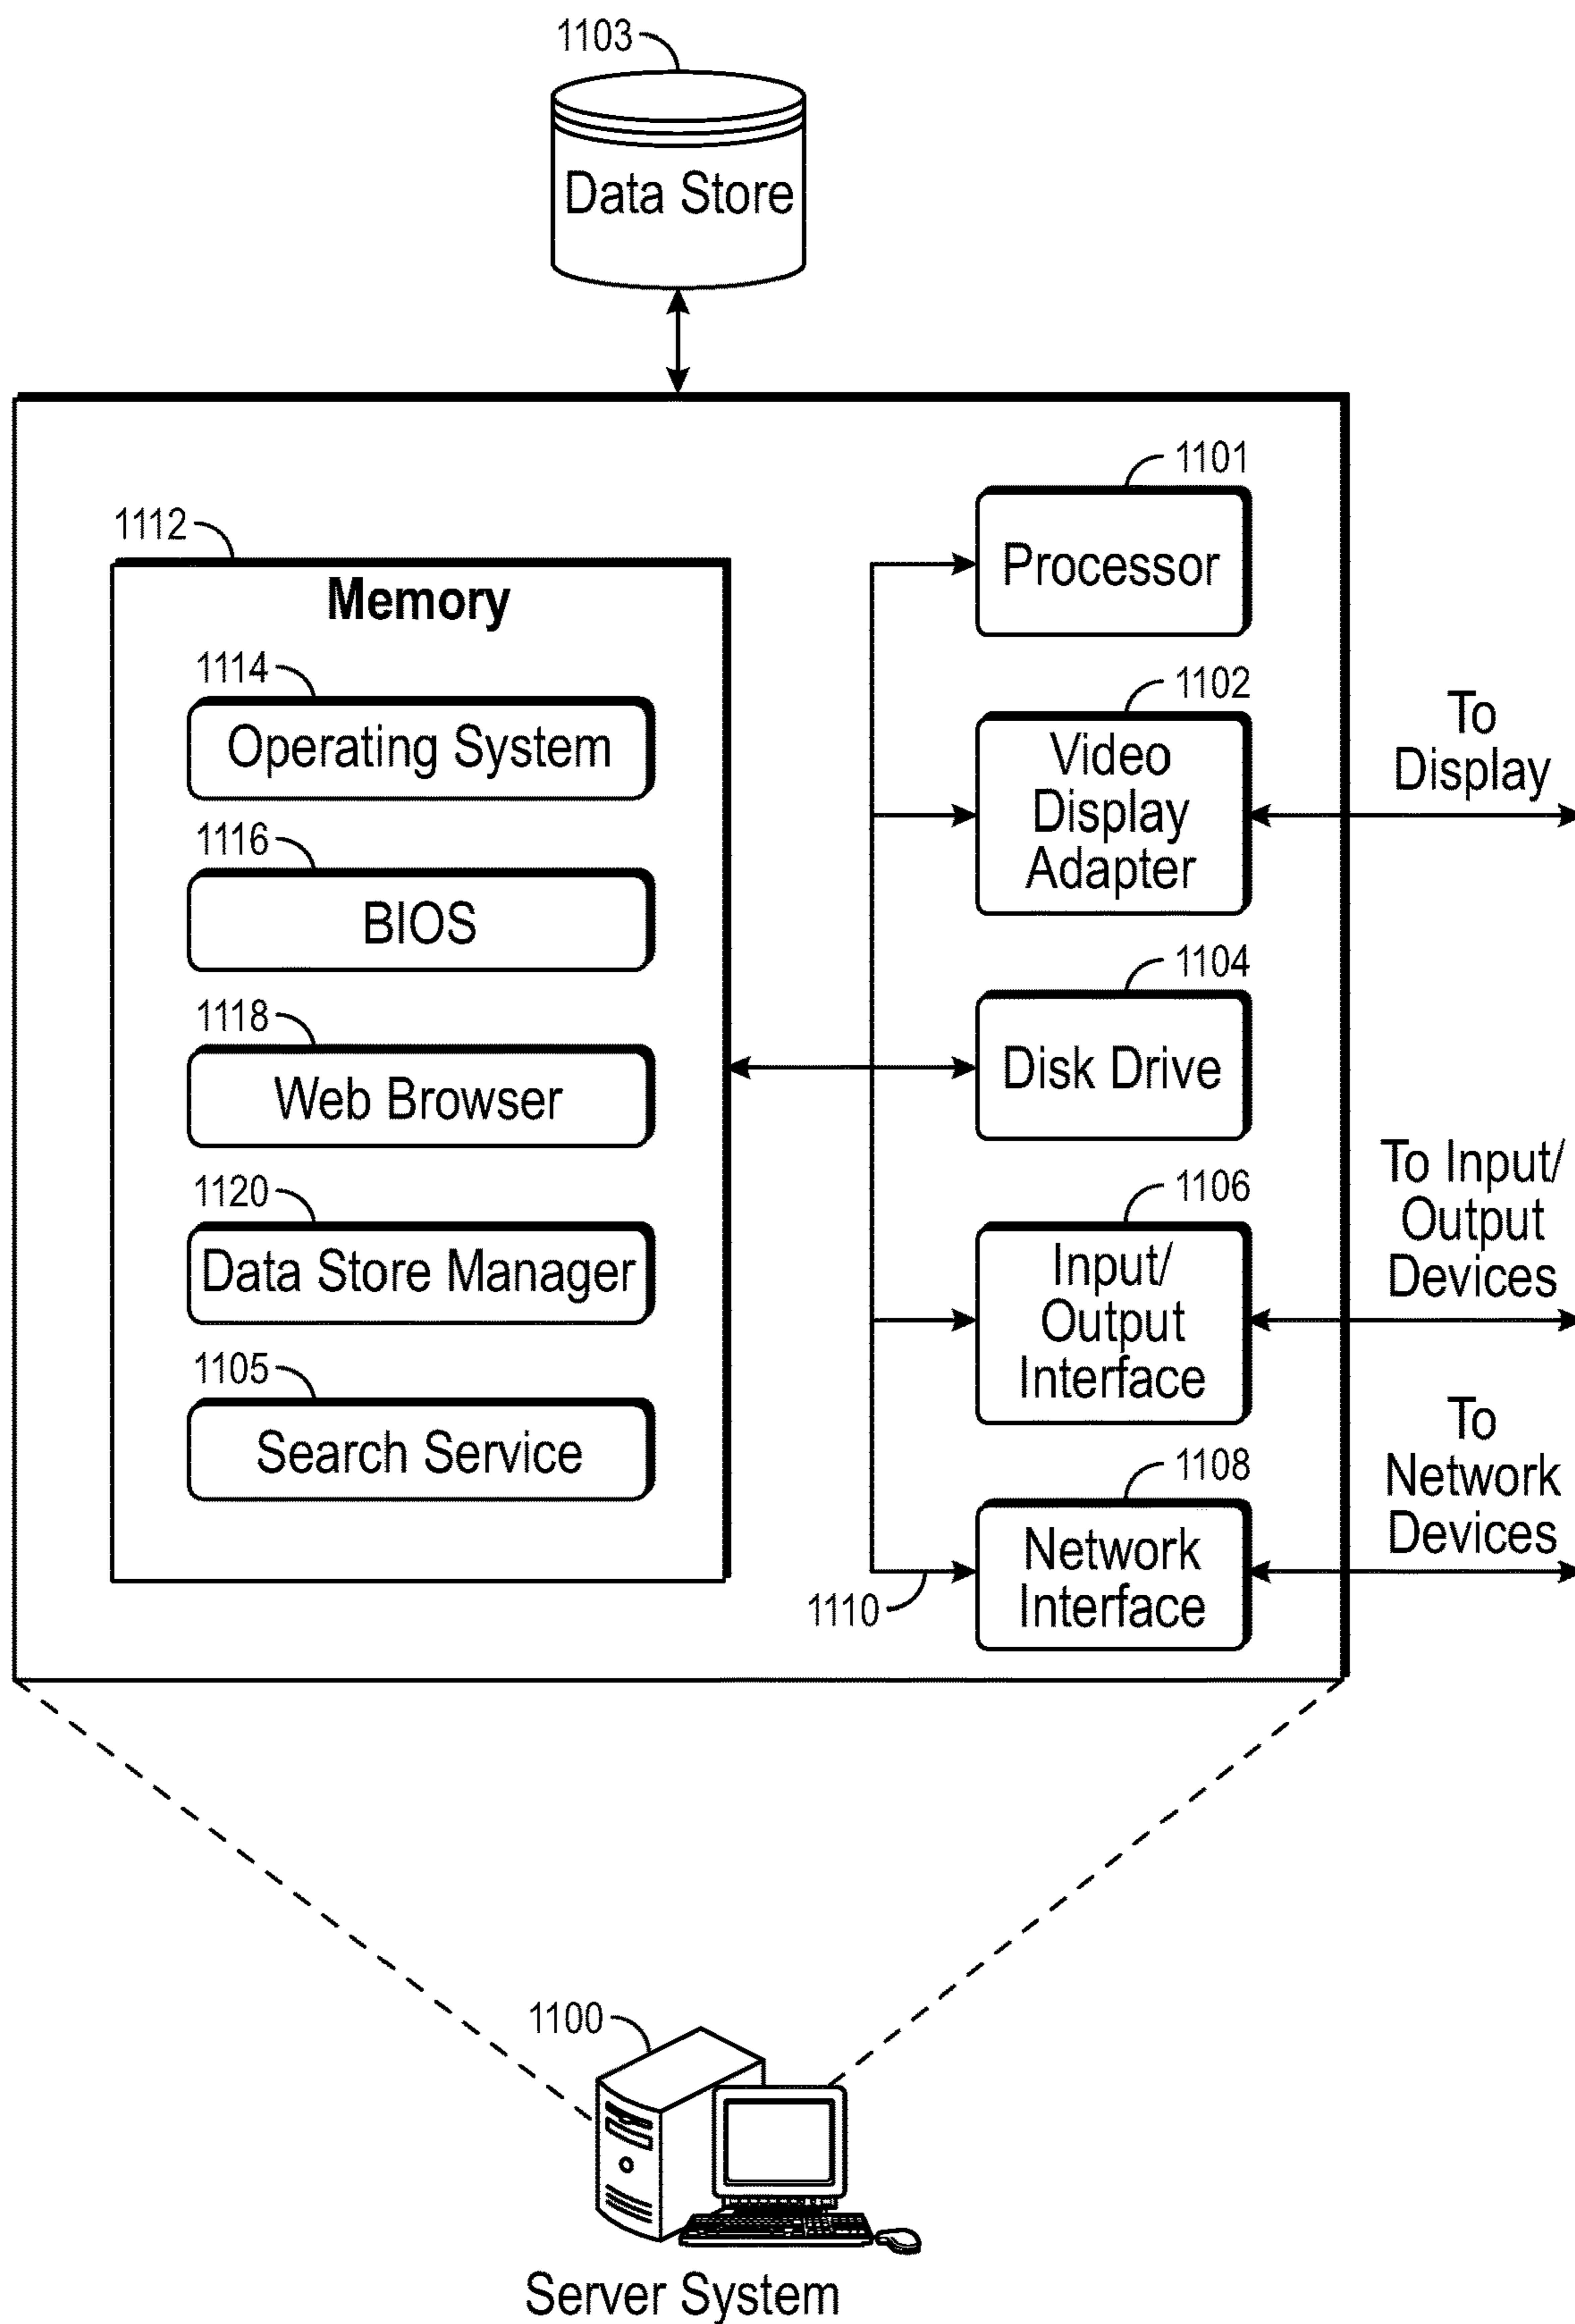 1103
Data Store
1112
Memory
1114
Operating System
1116
BIOS
1118
Web Browser
1120
Data Store Manager
1105
Search Service
1101
Processor
1102
Video
Display
Adapter
1104
Disk Drive
1106
Input/
Output
Interface
1108
Network
Interface
1110
To
Display
To Input/
Output
Devices
To
Network
Devices
1100
Server System